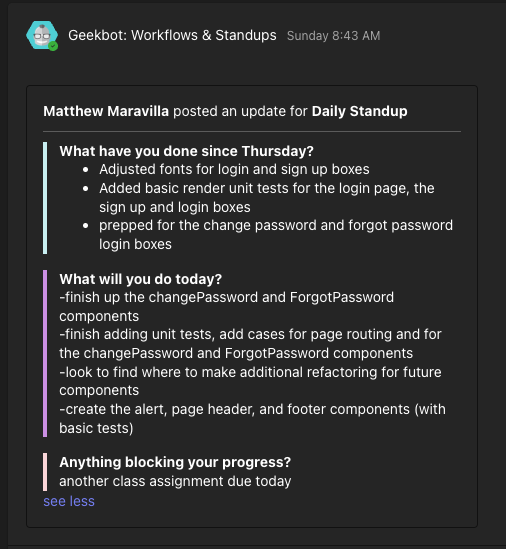 Geekbot: Workflows & Standups Sunday 8:43 AM
Matthew Maravilla posted an update for Daily Standup
What have you done since Thursday?
• Adjusted fonts for login and sign up boxes
• Added basic render unit tests for the login page, the
sign up and login boxes
• prepped for the change password and forgot password
login boxes
What will you do today?
-finish up the changePassword and ForgotPassword
components
-finish adding unit tests, add cases for page routing and for
the changePassword and ForgotPassword components
-look to find where to make additional refactoring for future
components
-create the alert, page header, and footer components (with
basic tests)
Anything blocking your progress?
another class assignment due today
see less